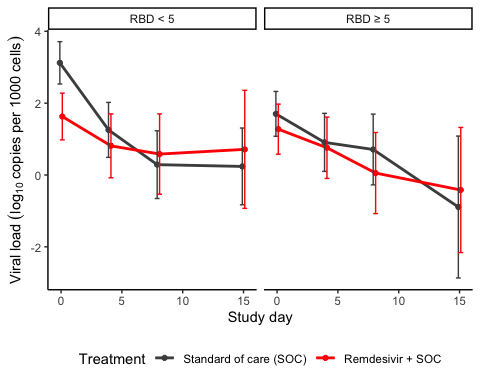 RBD < 5
RBD ≥ 5
4
2
0
-2
Viral load (log₁₀ copies per 1000 cells)
0 5 10 15
0 5 10 15
Study day
Treatment Standard of care (SOC) Remdesivir + SOC